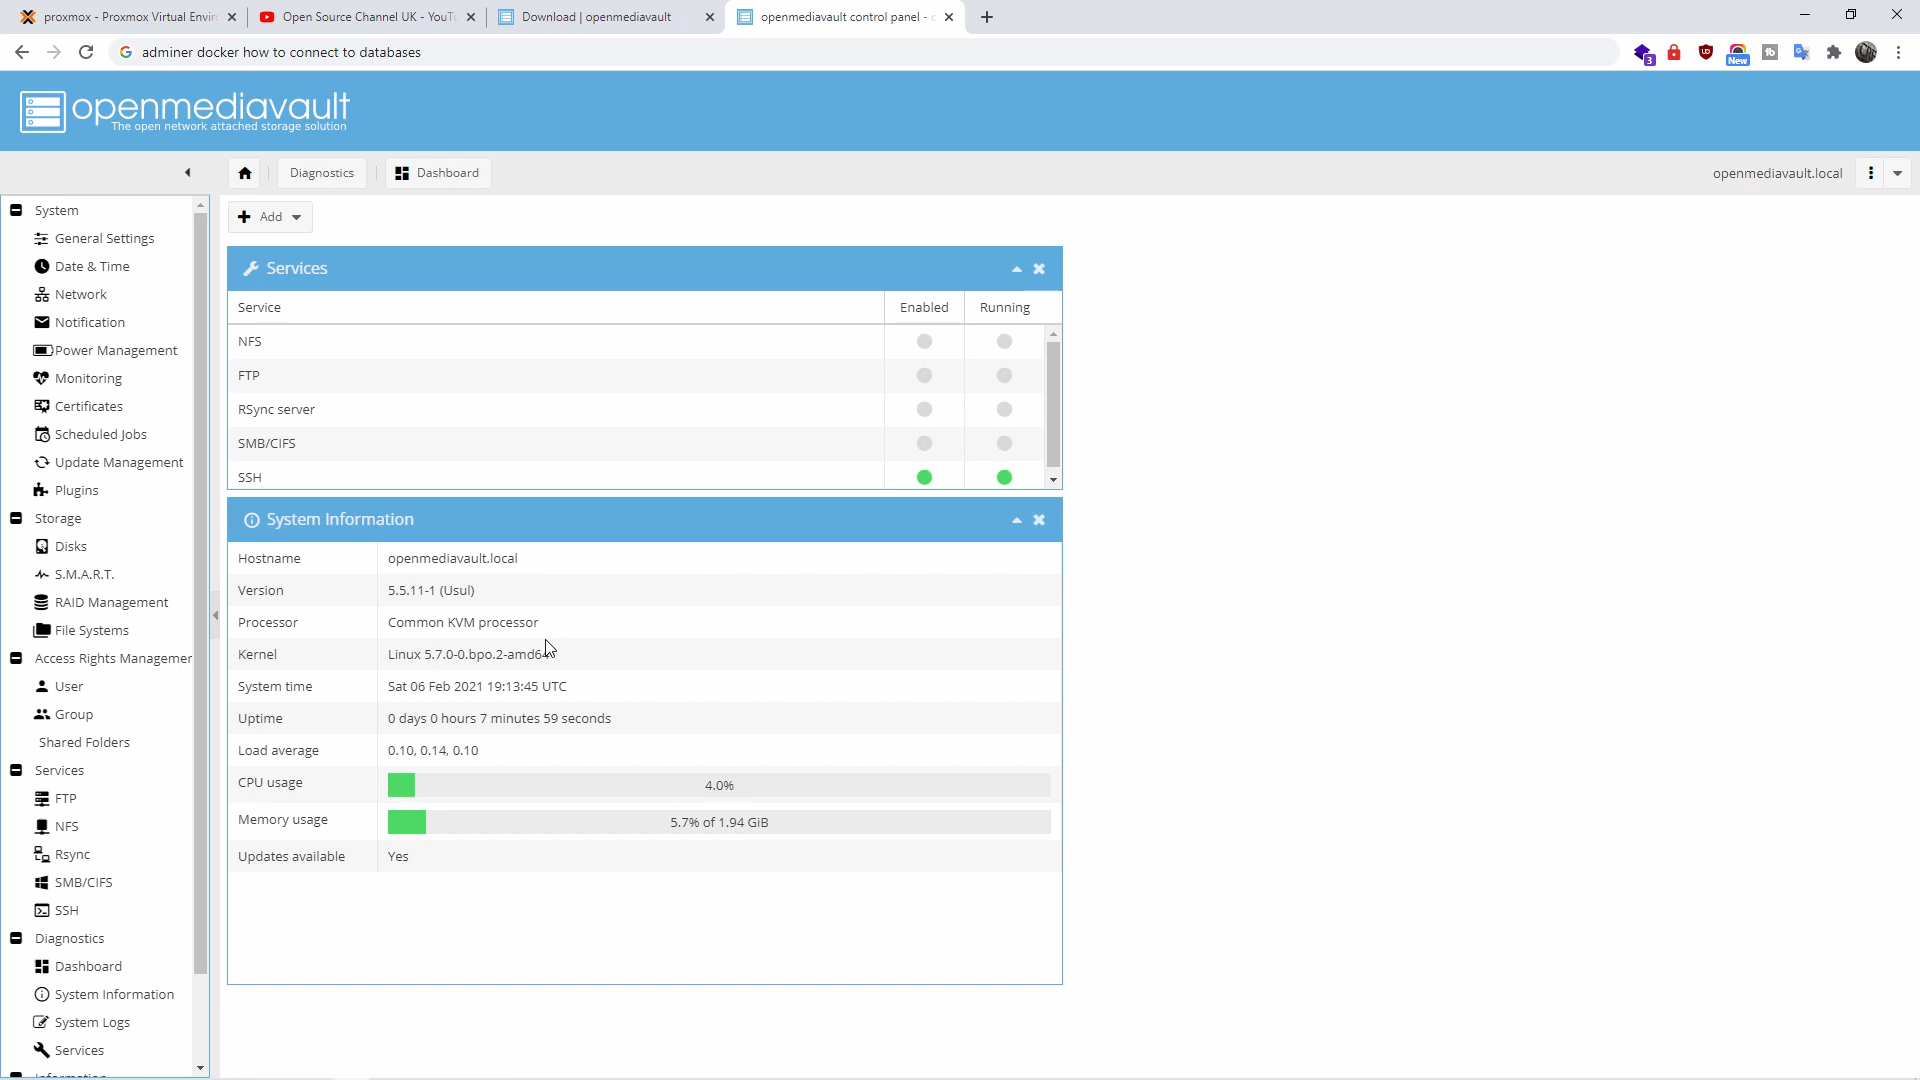 proxmox - Proxmox Virtual Envir
Open Source Channel UK - YouT
Download | openmediavault
openmediavault control panel -
adminer docker how to connect to databases
3
New
openmediavault
The open network attached storage solution
Diagnostics
Dashboard
openmediavault.local
System
General Settings
Date & Time
Network
Notification
Power Management
Monitoring
Certificates
Scheduled Jobs
Update Management
Plugins
Storage
Disks
S.M.A.R.T.
RAID Management
File Systems
Access Rights Managemer
User
Group
Shared Folders
Services
FTP
NFS
Rsync
SMB/CIFS
SSH
Diagnostics
Dashboard
System Information
System Logs
Services
Information
Add
Services
Service Enabled Running
NFS
FTP
RSync server
SMB/CIFS
SSH
System Information
Hostname openmediavault.local
Version 5.5.11-1 (Usul)
Processor Common KVM processor
Kernel Linux 5.7.0-0.bpo.2-amd64
System time Sat 06 Feb 2021 19:13:45 UTC
Uptime 0 days 0 hours 7 minutes 59 seconds
Load average 0.10, 0.14, 0.10
CPU usage 4.0%
Memory usage 5.7% of 1.94 GiB
Updates available Yes